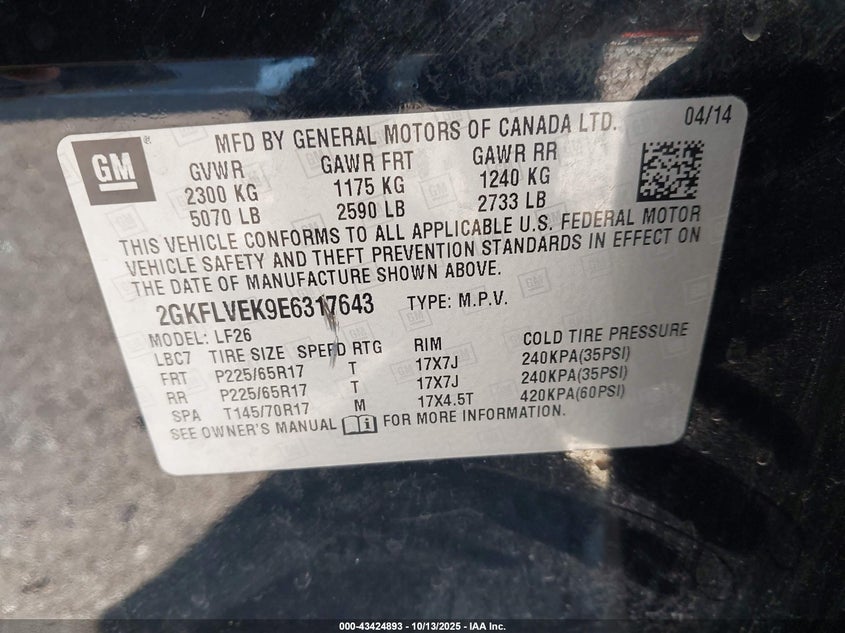 MFD BY GENERAL MOTORS OF CANADA LTD. 04/14
GM
GVWR GAWR FRT GAWR RR
2300 KG 1175 KG 1240 KG
5070 LB 2590 LB 2733 LB
THIS VEHICLE CONFORMS TO ALL APPLICABLE U.S. FEDERAL MOTOR
VEHICLE SAFETY AND THEFT PREVENTION STANDARDS IN EFFECT ON
THE DATE OF MANUFACTURE SHOWN ABOVE.
2GKFLVEK9E6317643 TYPE: M.P.V.
MODEL: LF26
LBC7 TIRE SIZE SPEED RTG RIM COLD TIRE PRESSURE
FRT P225/65R17 T 17X7J 240KPA(35PSI)
RR P225/65R17 T 17X7J 240KPA(35PSI)
SPA T145/70R17 M 17X4.5T 420KPA(60PSI)
SEE OWNER'S MANUAL FOR MORE INFORMATION.
000-43424893 | 10/13/2025 - IAA Inc.